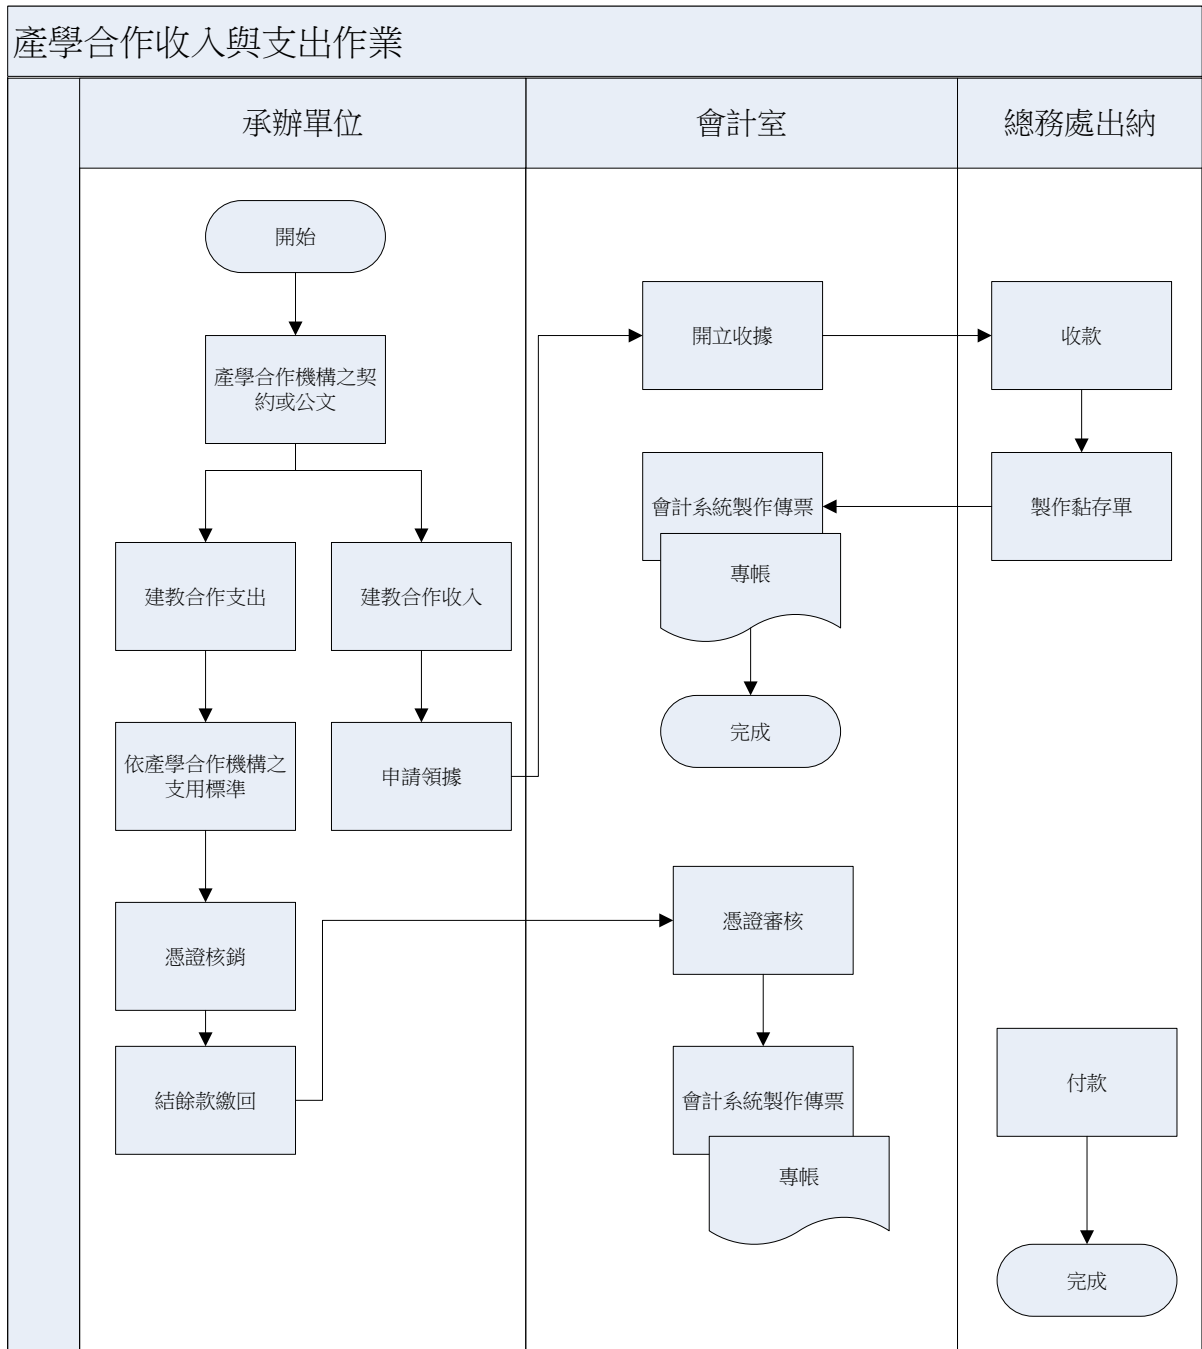 產學合作收入與支出作業
承辦單位
會計室
總務處出納
開始
產學合作機構之契
約或公文
建教合作支出
建教合作收入
依產學合作機構之
支用標準
申請領據
憑證核銷
結餘款繳回
開立收據
收款
會計系統製作傳票
製作黏存單
專帳
完成
憑證審核
會計系統製作傳票
專帳
付款
完成